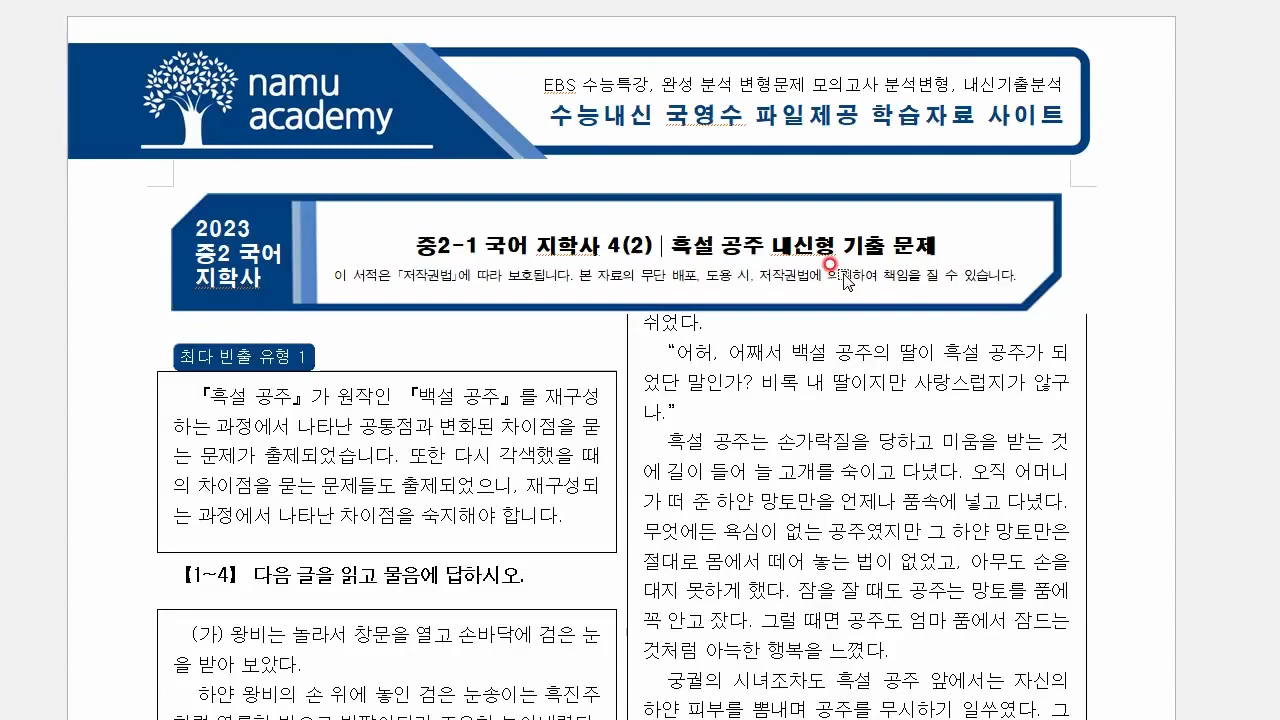 namu
academy
EBS 수능특강, 완성 분석 변형문제 모의고사 분석변형, 내신기출분석
수능내신 국영수 파일제공 학습자료 사이트
2023
중2 국어
지학사
중2-1 국어 지학사 4(2) | 흑설 공주 내신형 기출 문제
이 서적은 「저작권법」에 따라 보호됩니다. 본 자료의 무단 배포, 도용 시, 저작권법에 의하여 책임을 질 수 있습니다.
최다 빈출 유형 1
『흑설 공주』가 원작인 『백설 공주』를 재구성
하는 과정에서 나타난 공통점과 변화된 차이점을 묻
는 문제가 출제되었습니다. 또한 다시 각색했을 때
의 차이점을 묻는 문제들도 출제되었으니, 재구성되
는 과정에서 나타난 차이점을 숙지해야 합니다.
【1~4】 다음 글을 읽고 물음에 답하시오.
(가) 왕비는 놀라서 창문을 열고 손바닥에 검은 눈
을 받아 보았다.
하얀 왕비의 손 위에 놓인 검은 눈송이는 흑진주
쉬었다.
“어허, 어째서 백설 공주의 딸이 흑설 공주가 되
었단 말인가? 비록 내 딸이지만 사랑스럽지가 않구
나.”
흑설 공주는 손가락질을 당하고 미움을 받는 것
에 길이 들어 늘 고개를 숙이고 다녔다. 오직 어머니
가 떠 준 하얀 망토만을 언제나 품속에 넣고 다녔다.
무엇에든 욕심이 없는 공주였지만 그 하얀 망토만은
절대로 몸에서 떼어 놓는 법이 없었고, 아무도 손을
대지 못하게 했다. 잠을 잘 때도 공주는 망토를 품에
꼭 안고 잤다. 그럴 때면 공주도 엄마 품에서 잠드는
것처럼 아늑한 행복을 느꼈다.
궁궐의 시녀조차도 흑설 공주 앞에서는 자신의
하얀 피부를 뽐내며 공주를 무시하기 일쑤였다. 그